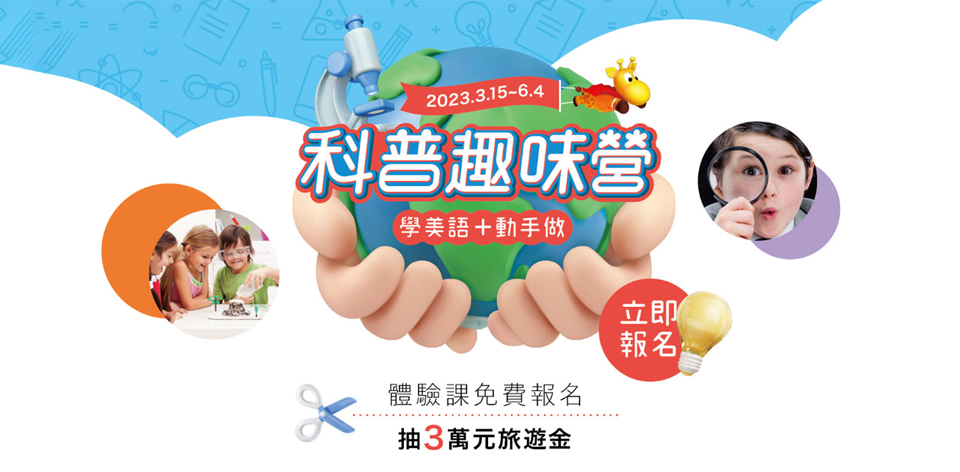 2023.3.15~6.4
科普趣味營
學美語＋動手做
立即
報名
體驗課免費報名
抽3萬元旅遊金